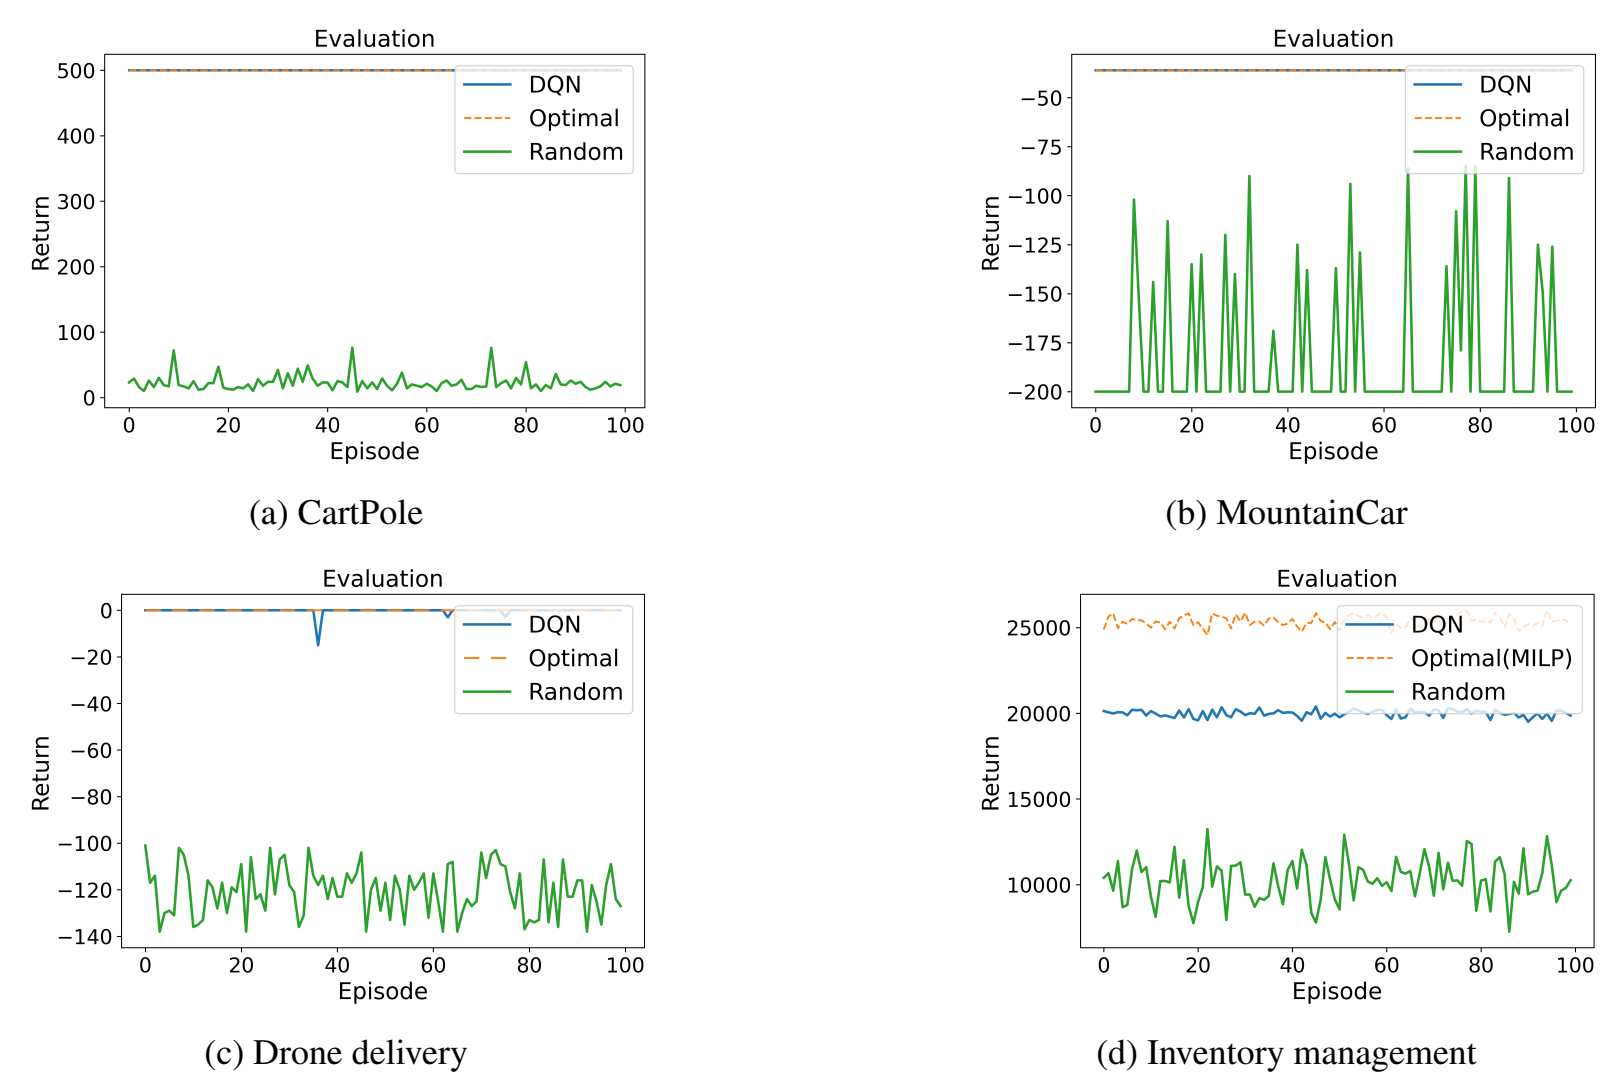 Evaluation
500
400
300
200
100
0
Return
0 20 40 60 80 100
Episode
DQN
Optimal
Random
(a) CartPole
Evaluation
−50
−75
−100
−125
−150
−175
−200
Return
0 20 40 60 80 100
Episode
DQN
Optimal
Random
(b) MountainCar
Evaluation
0
−20
−40
−60
−80
−100
−120
−140
Return
0 20 40 60 80 100
Episode
DQN
Optimal
Random
(c) Drone delivery
Evaluation
25000
20000
15000
10000
Return
0 20 40 60 80 100
Episode
DQN
Optimal(MILP)
Random
(d) Inventory management